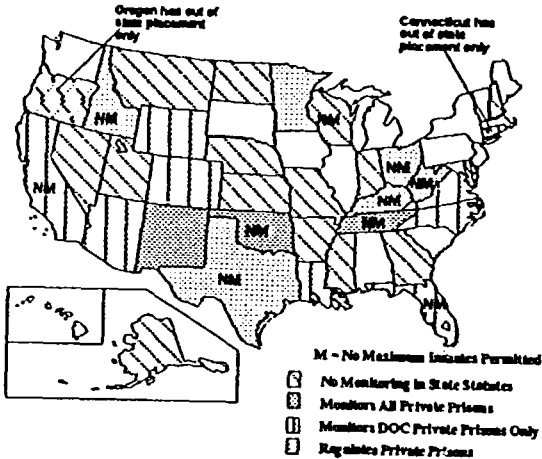 Oregon has out of
state placement
only
Connecticut has
out of state
placement only
NM
NM
NM
NM
NM
NM
NM
NM
NM
M - No Maximum Inmates Permitted
No Monitoring in State Statutes
Monitors All Private Prisons
Monitors DOC Private Prisons Only
Regulates Private Prisons